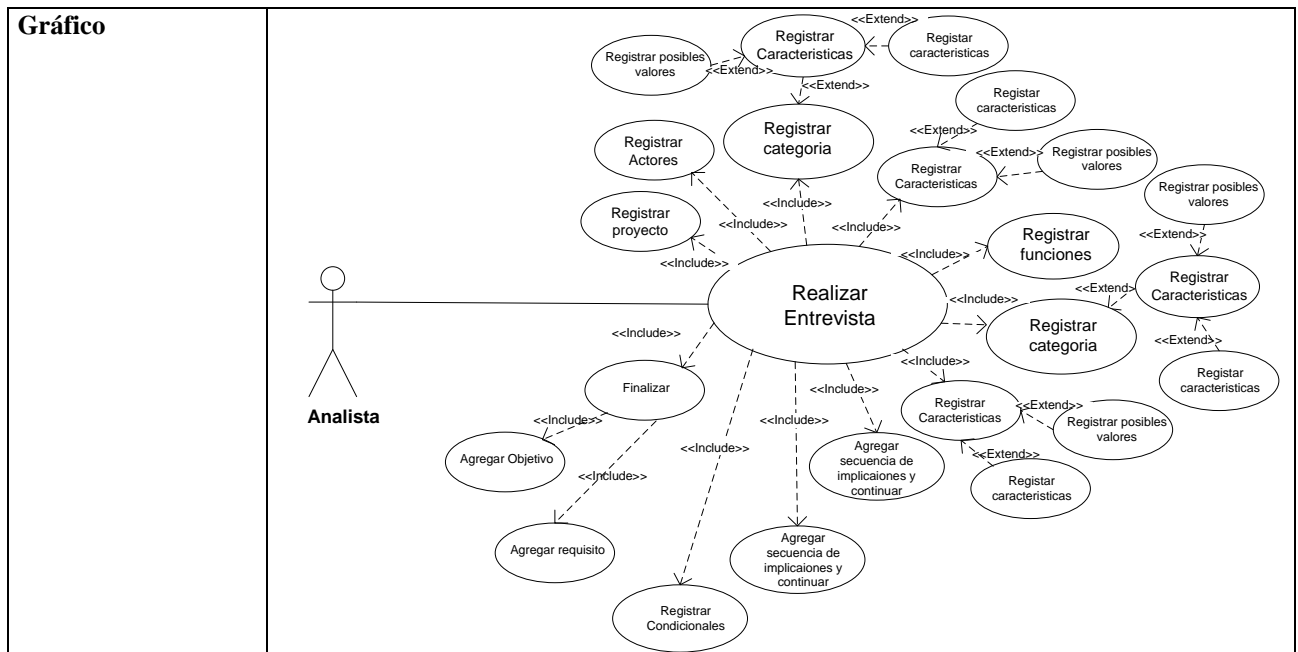 Gráfico
<<Extend>>
Registrar
Caracteristicas
Registar
caracteristicas
Registrar posibles
valores
<<Extend>>
<<Extend>>
Registar
caracteristicas
Registrar
categoria
<<Extend>>
Registrar
Actores
<<Extend>>
Registrar posibles
valores
Registrar
Caracteristicas
Registrar posibles
valores
<<Include>>
<<Include>>
<<Include>>
Registrar
proyecto
<<Include>>
<<Include>>
Registrar
funciones
<<Extend>>
Registrar
Caracteristicas
<<Extend>
Realizar
Entrevista
<<Include>>
Registrar
categoria
<<Extend>>
Registar
caracteristicas
<<Include>>
<<Include>>
Analista
Finalizar
Registrar
Caracteristicas
<<Extend>>
Registrar posibles
valores
<<Include>>
<<Include>>
<<Include>>
<<Include>>
Agregar Objetivo
Agregar
secuencia de
implicaiones y
continuar
<<Extend>>
Registar
caracteristicas
<<Include>>
Agregar requisito
Agregar
secuencia de
implicaiones y
continuar
Registrar
Condicionales